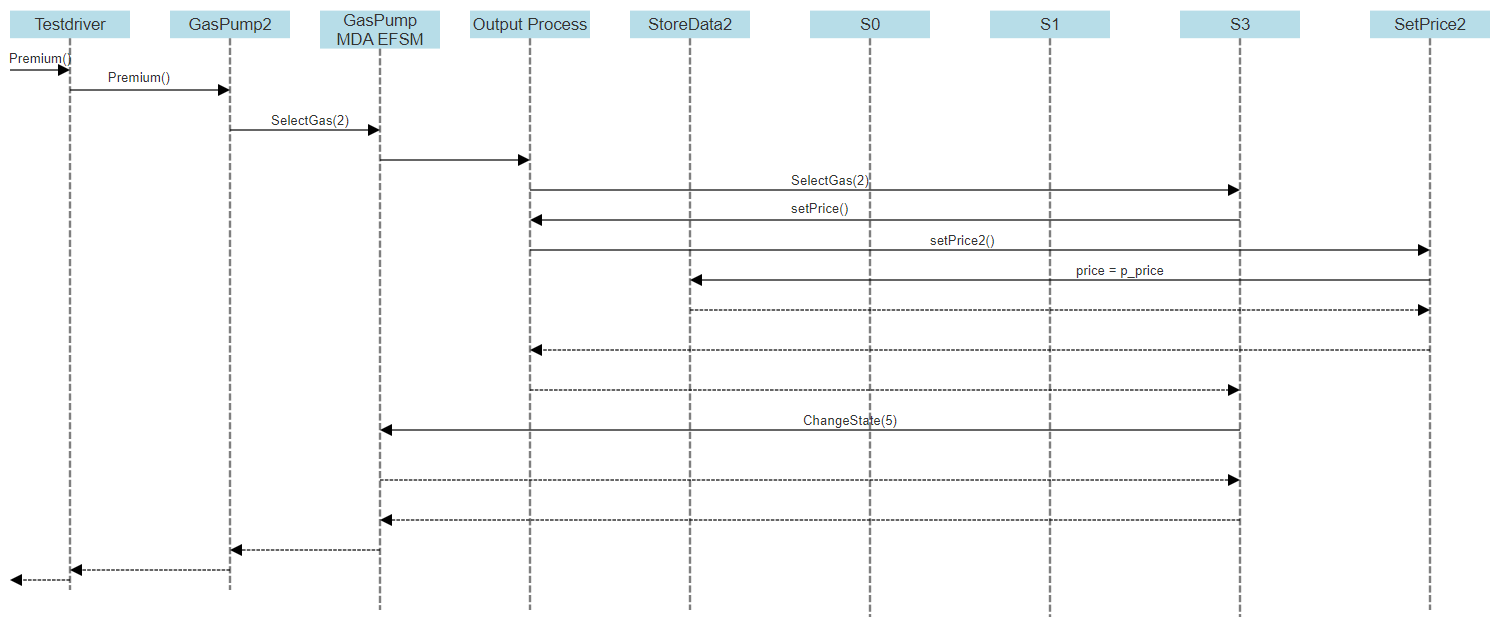 Testdriver
GasPump2
GasPump
MDA EFSM
Output Process
StoreData2
S0
S1
S3
SetPrice2
Premium()
Premium()
SelectGas(2)
SelectGas(2)
setPrice()
setPrice2()
price = p_price
ChangeState(5)